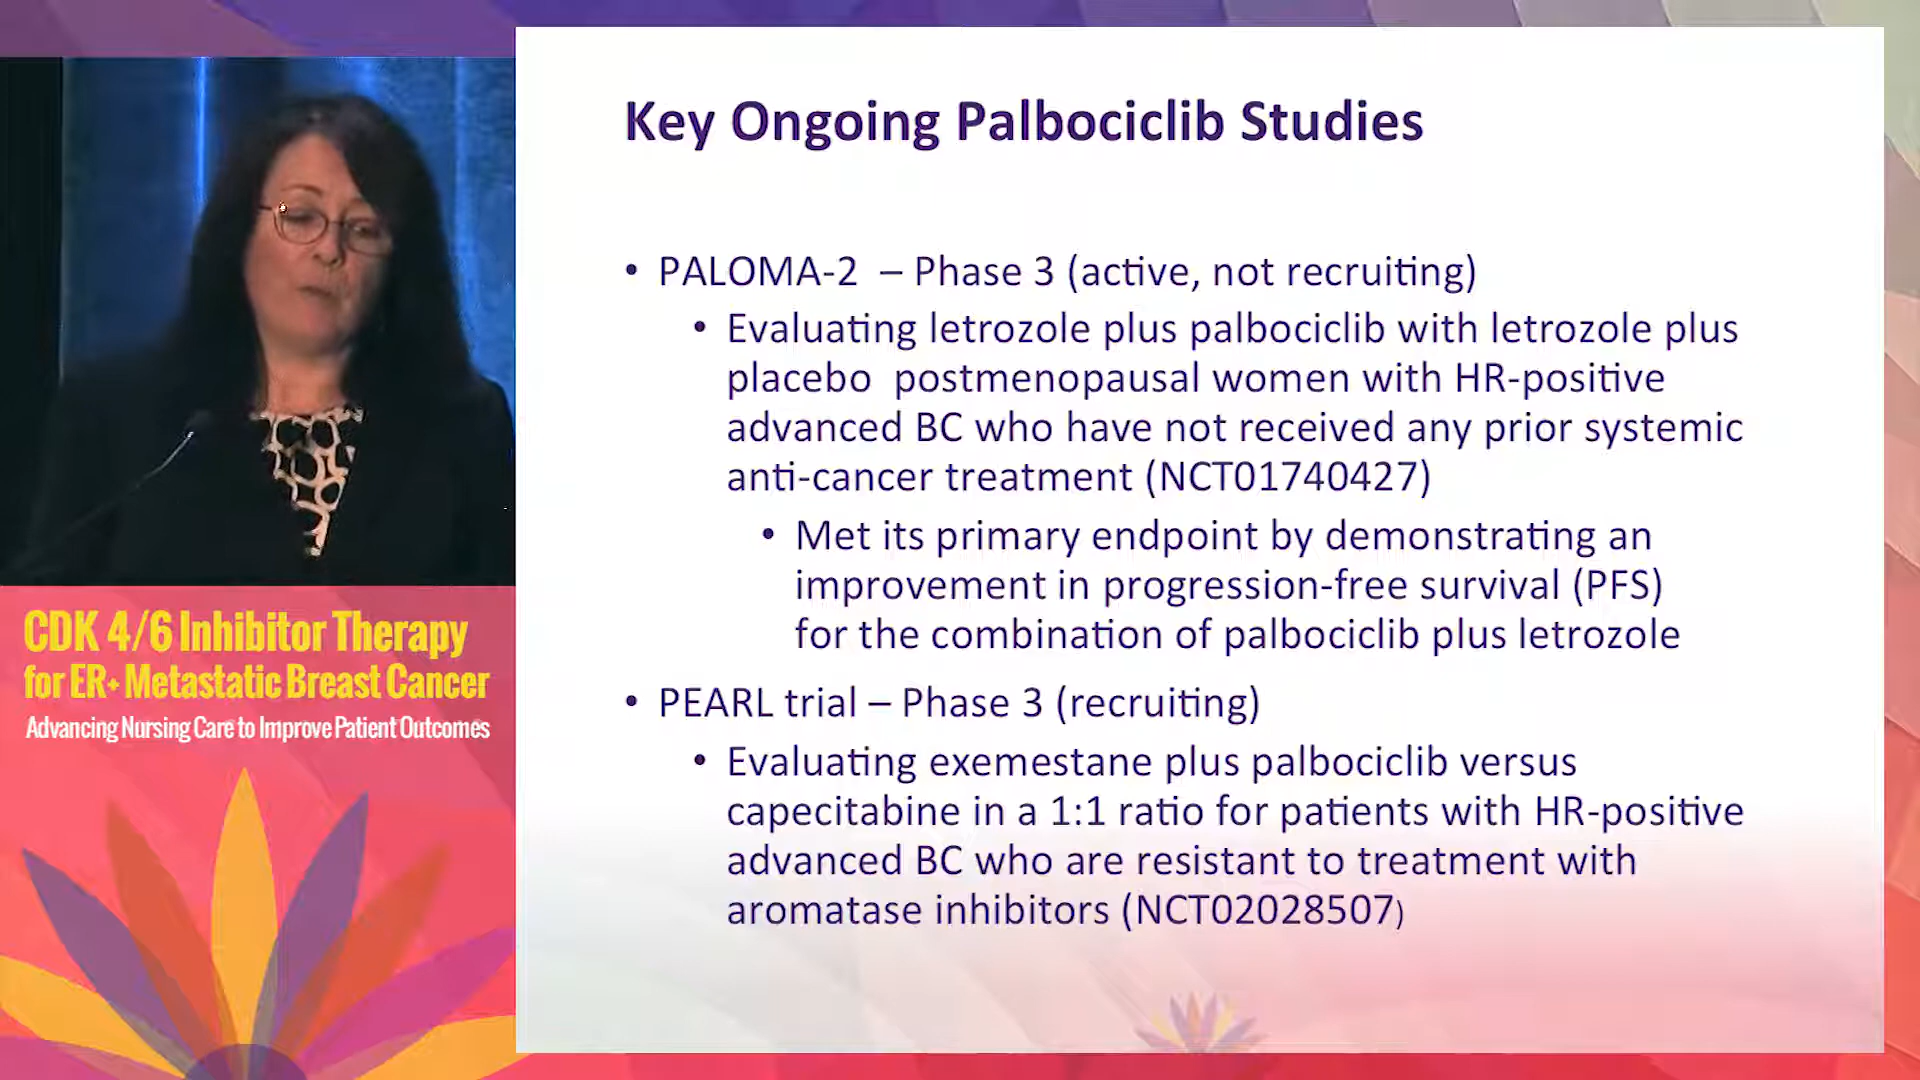 Key Ongoing Palbociclib Studies
• PALOMA-2 – Phase 3 (active, not recruiting)
• Evaluating letrozole plus palbociclib with letrozole plus
placebo postmenopausal women with HR-positive
advanced BC who have not received any prior systemic
anti-cancer treatment (NCT01740427)
• Met its primary endpoint by demonstrating an
improvement in progression-free survival (PFS)
for the combination of palbociclib plus letrozole
• PEARL trial – Phase 3 (recruiting)
• Evaluating exemestane plus palbociclib versus
capecitabine in a 1:1 ratio for patients with HR-positive
advanced BC who are resistant to treatment with
aromatase inhibitors (NCT02028507)
CDK 4/6 Inhibitor Therapy
for ER+ Metastatic Breast Cancer
Advancing Nursing Care to Improve Patient Outcomes